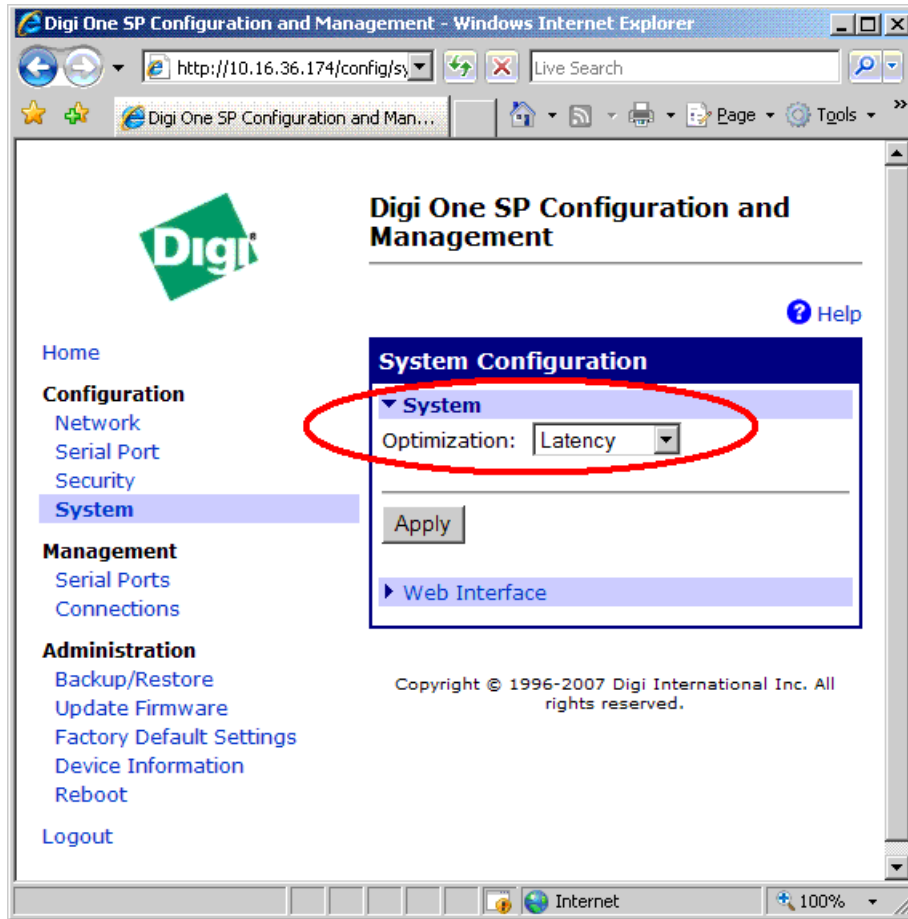 Digi One SP Configuration and Management - Windows Internet Explorer
http://10.16.36.174/config/sy
Live Search
Digi One SP Configuration and Man...
Page
Tools
»
Digi
Digi One SP Configuration and
Management
Help
Home
Configuration
Network
Serial Port
Security
System
Management
Serial Ports
Connections
Administration
Backup/Restore
Update Firmware
Factory Default Settings
Device Information
Reboot
Logout
System Configuration
System
Optimization: Latency
Apply
Web Interface
Copyright © 1996-2007 Digi International Inc. All
rights reserved.
Internet
100%